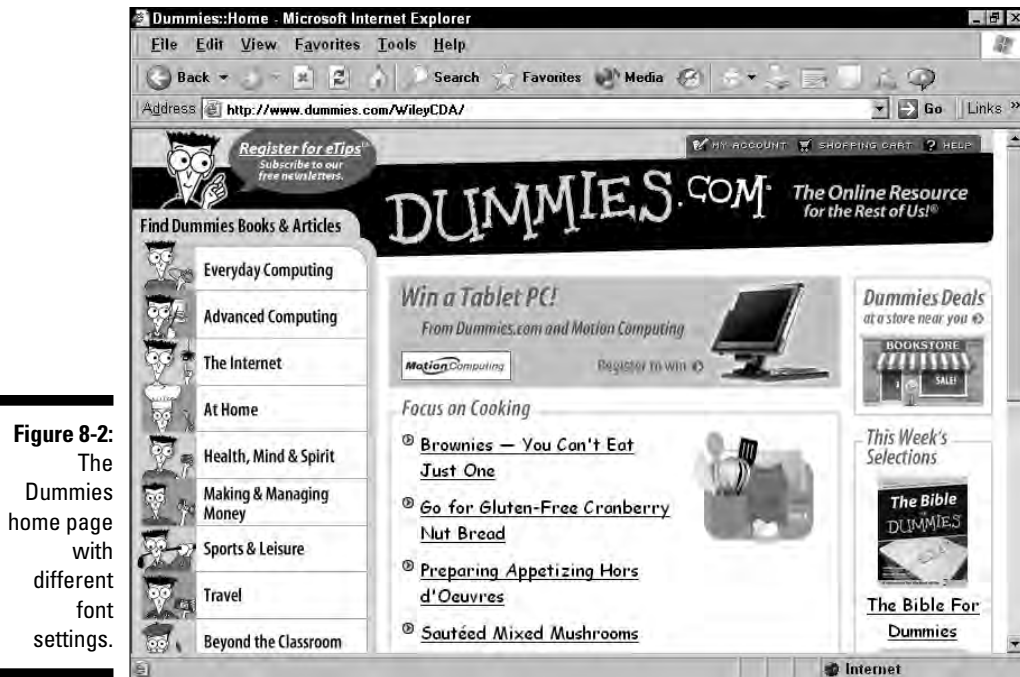 Dummies::Home - Microsoft Internet Explorer
File Edit View Favorites Tools Help
Back Search Favorites Media
Address http://www.dummies.com/WileyCDA/ Go Links »
Register for eTips™
Subscribe to our
free newsletters.
MY ACCOUNT SHOPPING CART ? HELP
DUMMIES.COM®
The Online Resource
for the Rest of Us!®
Find Dummies Books & Articles
Everyday Computing
Advanced Computing
The Internet
At Home
Health, Mind & Spirit
Making & Managing
Money
Sports & Leisure
Travel
Beyond the Classroom
Win a Tablet PC!
From Dummies.com and Motion Computing
Motion Computing
Register to win
Focus on Cooking
Brownies — You Can't Eat
Just One
Go for Gluten-Free Cranberry
Nut Bread
Preparing Appetizing Hors
d'Oeuvres
Sautéed Mixed Mushrooms
Dummies Deals
at a store near you
BOOKSTORE
SALE!
This Week's
Selections
The Bible
DUMMIES
The Bible For
Dummies
Internet
Figure 8-2:
The
Dummies
home page
with
different
font
settings.